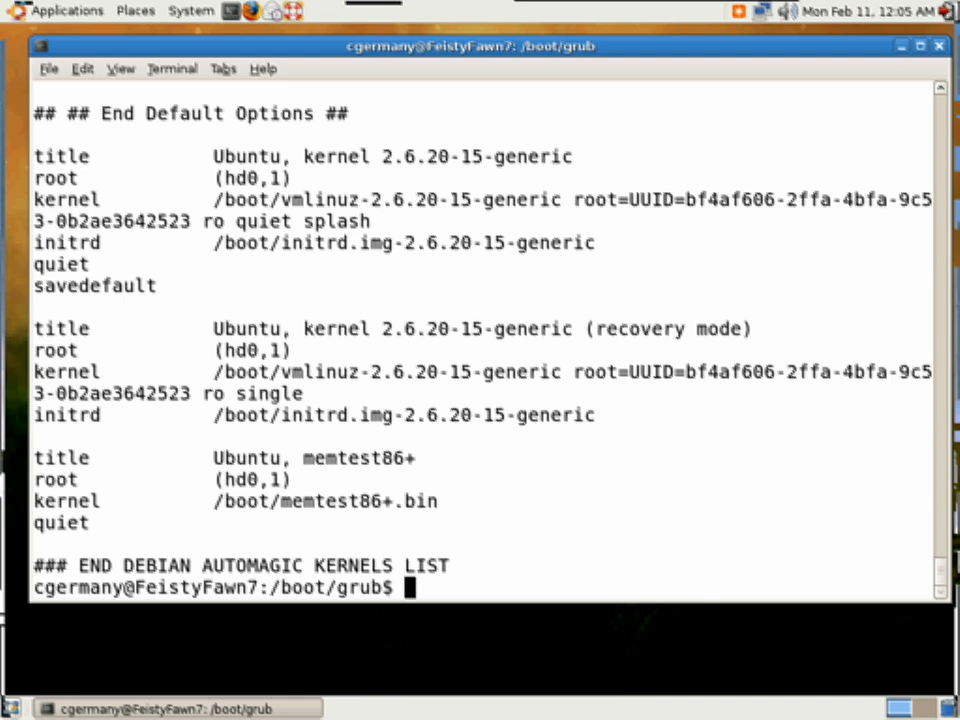 Applications Places System Mon Feb 11, 12:05 AM
cgermany@FeistyFawn7: /boot/grub
File Edit View Terminal Tabs Help
## ## End Default Options ##
title Ubuntu, kernel 2.6.20-15-generic
root (hd0,1)
kernel /boot/vmlinuz-2.6.20-15-generic root=UUID=bf4af606-2ffa-4bfa-9c5
3-0b2ae3642523 ro quiet splash
initrd /boot/initrd.img-2.6.20-15-generic
quiet
savedefault
title Ubuntu, kernel 2.6.20-15-generic (recovery mode)
root (hd0,1)
kernel /boot/vmlinuz-2.6.20-15-generic root=UUID=bf4af606-2ffa-4bfa-9c5
3-0b2ae3642523 ro single
initrd /boot/initrd.img-2.6.20-15-generic
title Ubuntu, memtest86+
root (hd0,1)
kernel /boot/memtest86+.bin
quiet
### END DEBIAN AUTOMAGIC KERNELS LIST
cgermany@FeistyFawn7:/boot/grub$
cgermany@FeistyFawn7: /boot/grub